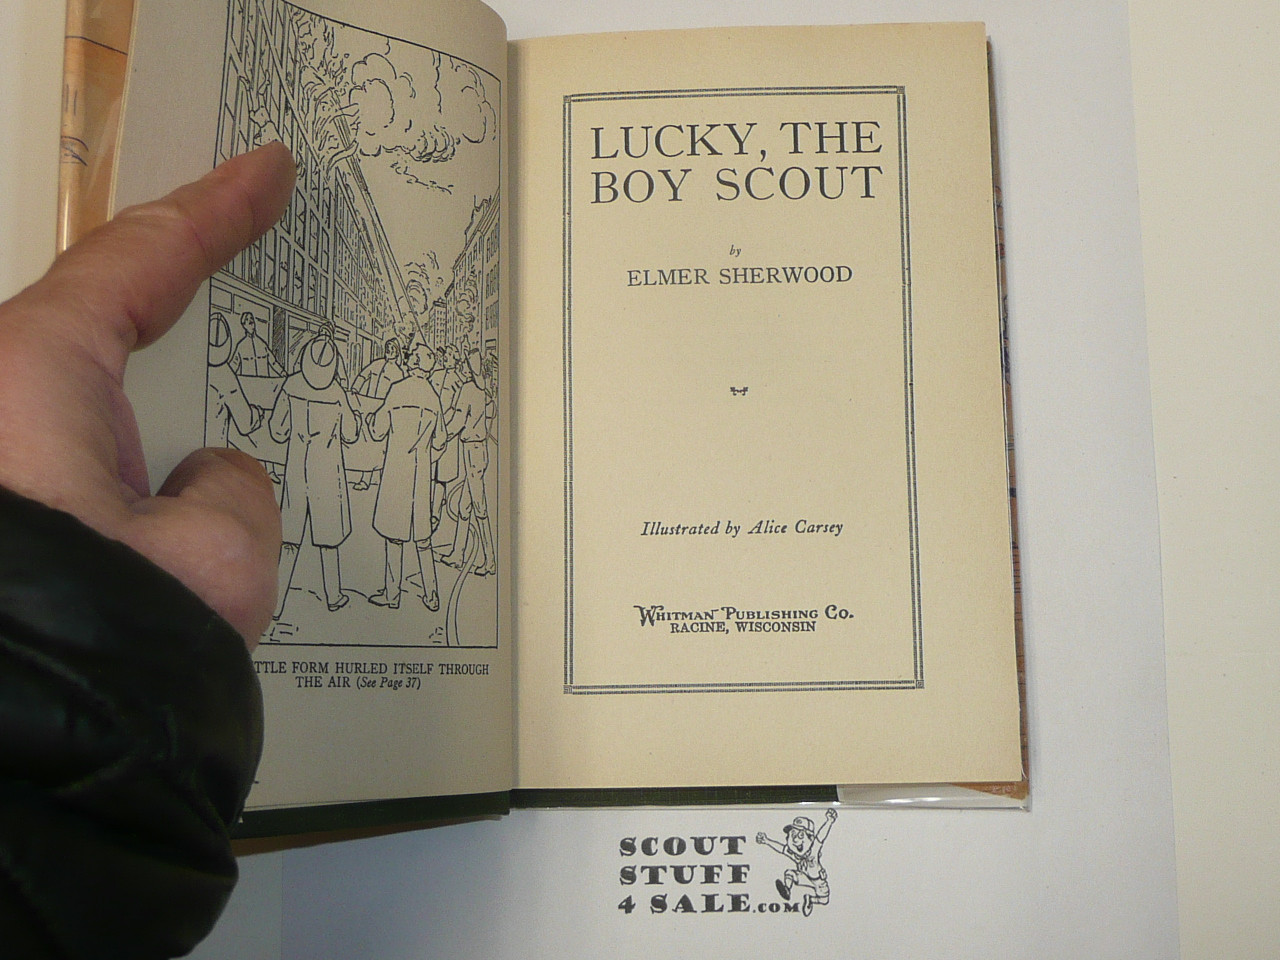 TTLE FORM HURLED ITSELF THROUGH
THE AIR (See Page 37)
LUCKY, THE
BOY SCOUT
by
ELMER SHERWOOD
Illustrated by Alice Carsey
WHITMAN PUBLISHING CO.
RACINE, WISCONSIN
SCOUT
STUFF
4 SALE.COM